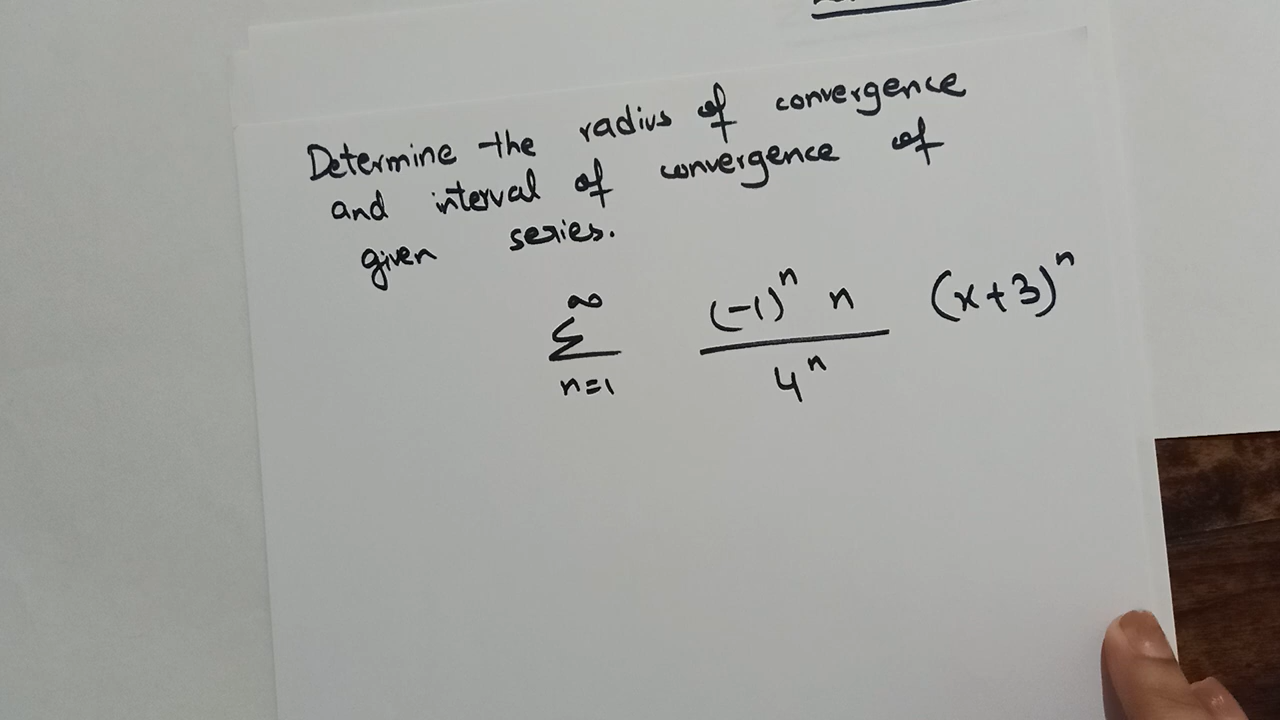 Determine the radius of convergence
and interval of convergence of
given series.
∞
Σ (-1)^n n / 4^n (x+3)^n
n=1